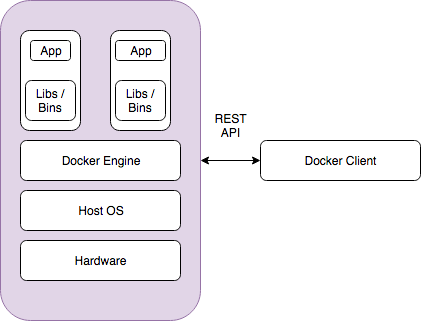 App
App
Libs /
Bins
Libs /
Bins
REST
API
Docker Engine
Docker Client
Host OS
Hardware